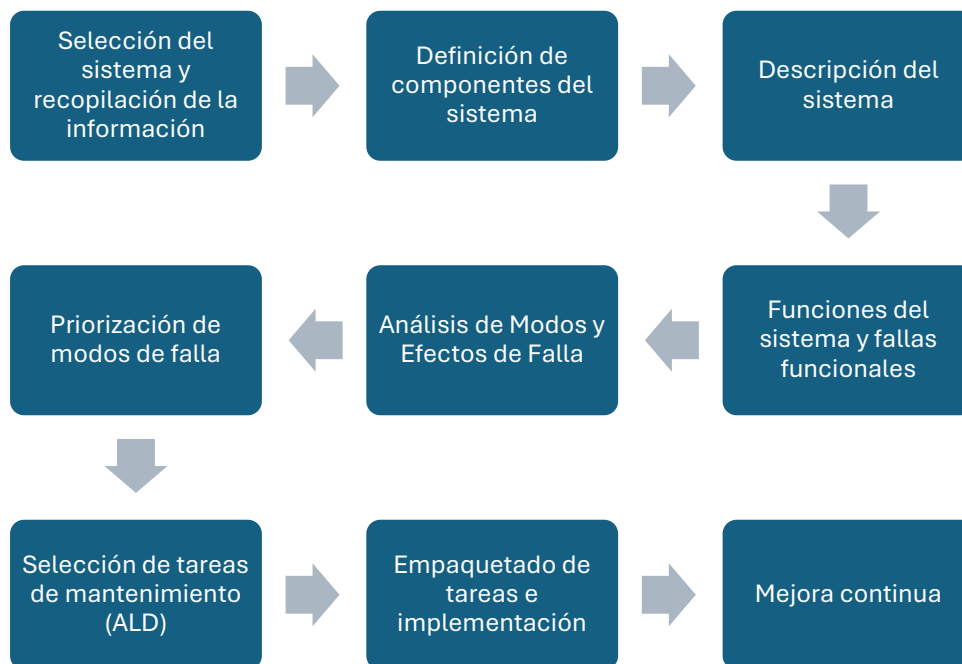 Selección del
sistema y
recopilación de la
información
Definición de
componentes del
sistema
Descripción del
sistema
Funciones del
sistema y fallas
funcionales
Análisis de Modos y
Efectos de Falla
Priorización de
modos de falla
Selección de tareas
de mantenimiento
(ALD)
Empaquetado de
tareas e
implementación
Mejora continua